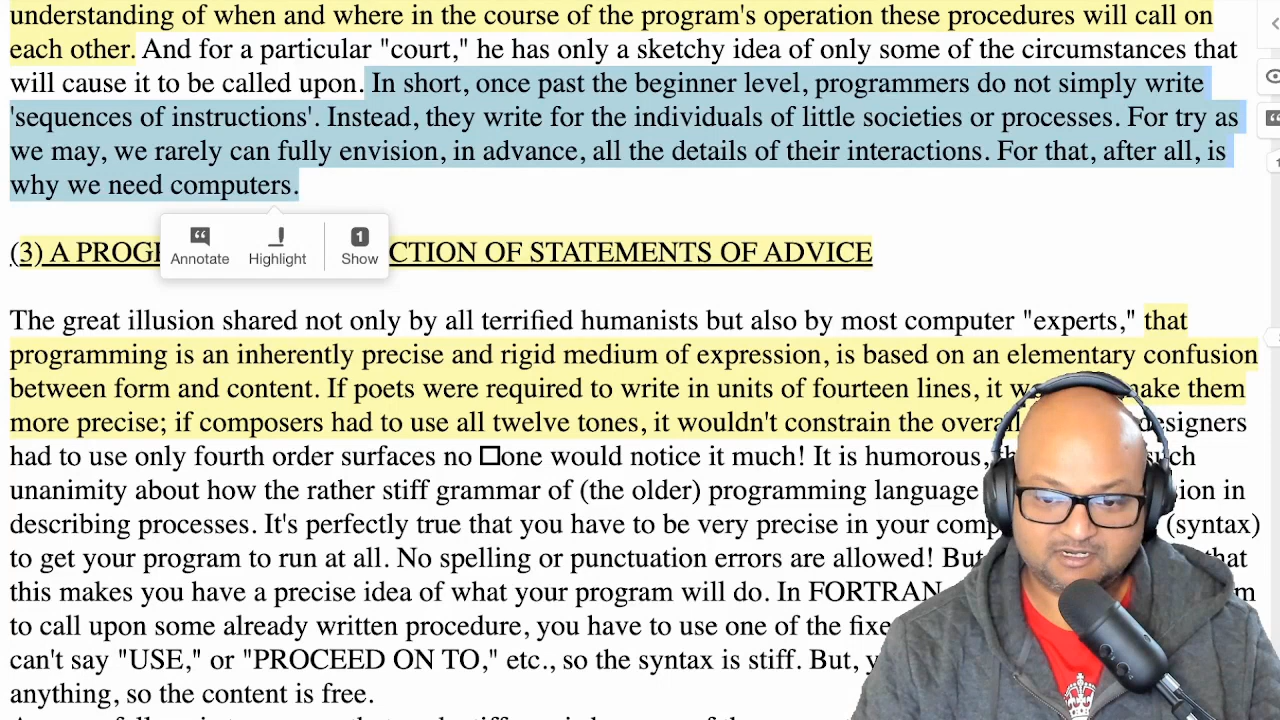 understanding of when and where in the course of the program's operation these procedures will call on
each other. And for a particular "court," he has only a sketchy idea of only some of the circumstances that
will cause it to be called upon. In short, once past the beginner level, programmers do not simply write
'sequences of instructions'. Instead, they write for the individuals of little societies or processes. For try as
we may, we rarely can fully envision, in advance, all the details of their interactions. For that, after all, is
why we need computers.
Annotate Highlight Show
1
(3) A PROG CTION OF STATEMENTS OF ADVICE
The great illusion shared not only by all terrified humanists but also by most computer "experts," that
programming is an inherently precise and rigid medium of expression, is based on an elementary confusion
between form and content. If poets were required to write in units of fourteen lines, it make them
more precise; if composers had to use all twelve tones, it wouldn't constrain the overal designers
had to use only fourth order surfaces no one would notice it much! It is humorous, such
unanimity about how the rather stiff grammar of (the older) programming language sion in
describing processes. It's perfectly true that you have to be very precise in your comp (syntax)
to get your program to run at all. No spelling or punctuation errors are allowed! But that
this makes you have a precise idea of what your program will do. In FORTRAN
to call upon some already written procedure, you have to use one of the fixe
can't say "USE," or "PROCEED ON TO," etc., so the syntax is stiff. But, y
anything, so the content is free.